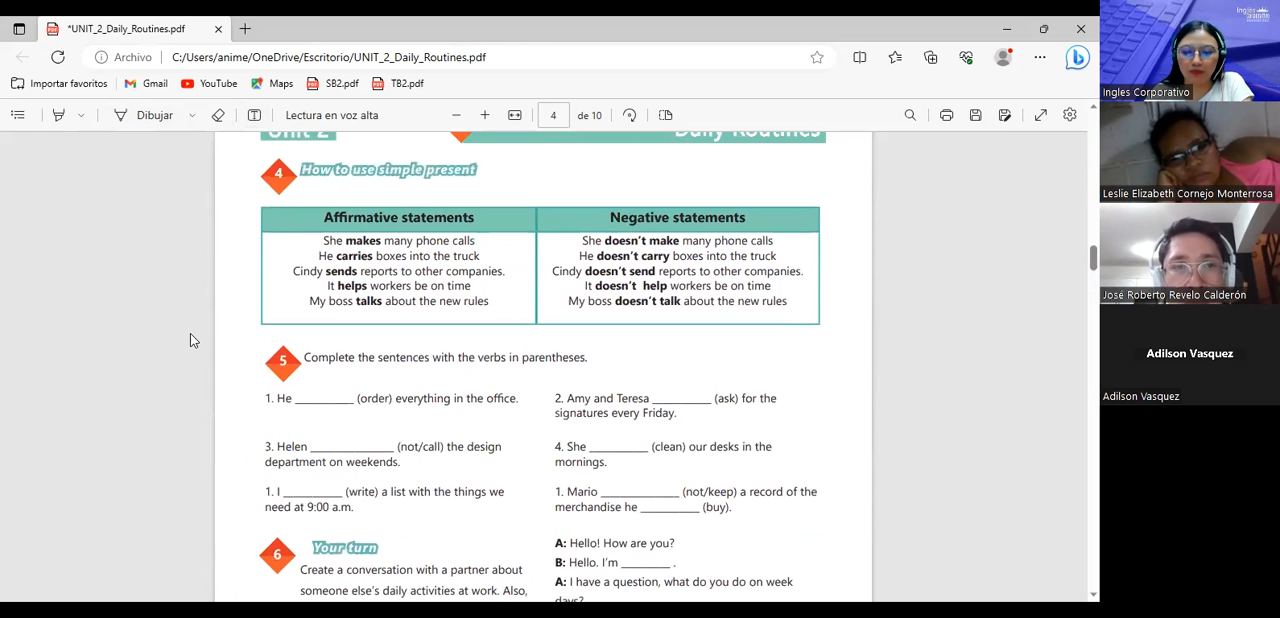 *UNIT_2_Daily_Routines.pdf
Archivo
C:/Users/anime/OneDrive/Escritorio/UNIT_2_Daily_Routines.pdf
Importar favoritos
Gmail
YouTube
Maps
SB2.pdf
TB2.pdf
Dibujar
Lectura en voz alta
4
de 10
Unit 2
Daily Routines
4
How to use simple present
Affirmative statements
She makes many phone calls
He carries boxes into the truck
Cindy sends reports to other companies.
It helps workers be on time
My boss talks about the new rules
Negative statements
She doesn't make many phone calls
He doesn't carry boxes into the truck
Cindy doesn't send reports to other companies.
It doesn't help workers be on time
My boss doesn't talk about the new rules
5
Complete the sentences with the verbs in parentheses.
1. He _________ (order) everything in the office.
2. Amy and Teresa _________ (ask) for the
signatures every Friday.
3. Helen _____________ (not/call) the design
department on weekends.
4. She _________ (clean) our desks in the
mornings.
1. I _________ (write) a list with the things we
need at 9:00 a.m.
1. Mario ____________ (not/keep) a record of the
merchandise he _________ (buy).
6
Your turn
Create a conversation with a partner about
someone else's daily activities at work. Also,
A: Hello! How are you?
B: Hello. I'm ________ .
A: I have a question, what do you do on week
days?
Ingles Corporativo
Leslie Elizabeth Cornejo Monterrosa
José Roberto Revelo Calderón
Adilson Vasquez
Adilson Vasquez